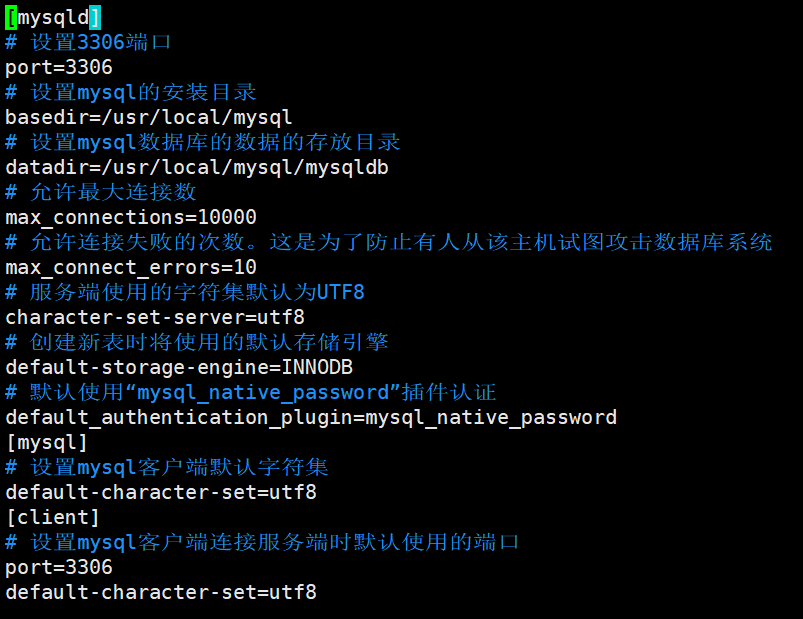 [mysqld]
# 设置3306端口
port=3306
# 设置mysql的安装目录
basedir=/usr/local/mysql
# 设置mysql数据库的数据的存放目录
datadir=/usr/local/mysql/mysqldb
# 允许最大连接数
max_connections=10000
# 允许连接失败的次数。这是为了防止有人从该主机试图攻击数据库系统
max_connect_errors=10
# 服务端使用的字符集默认为UTF8
character-set-server=utf8
# 创建新表时将使用的默认存储引擎
default-storage-engine=INNODB
# 默认使用“mysql_native_password”插件认证
default_authentication_plugin=mysql_native_password
[mysql]
# 设置mysql客户端默认字符集
default-character-set=utf8
[client]
# 设置mysql客户端连接服务端时默认使用的端口
port=3306
default-character-set=utf8